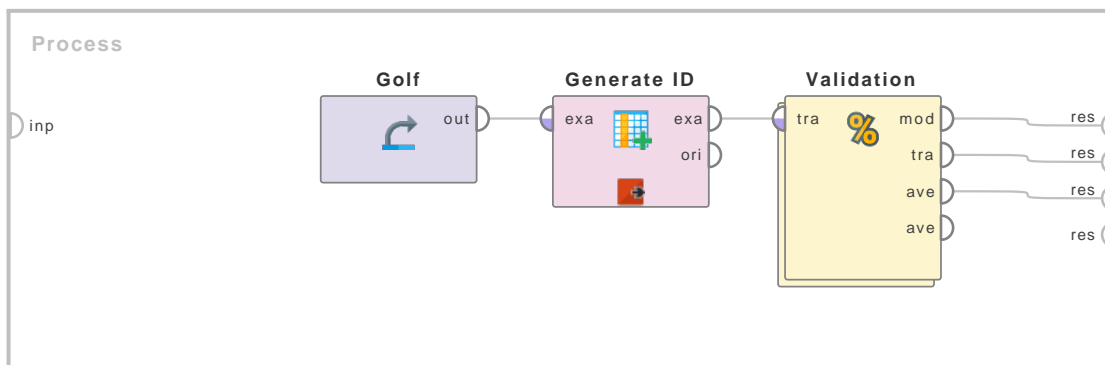 Process
Golf
Generate ID
Validation
inp
out
exa
exa
ori
tra
mod
tra
ave
ave
res
res
res
res